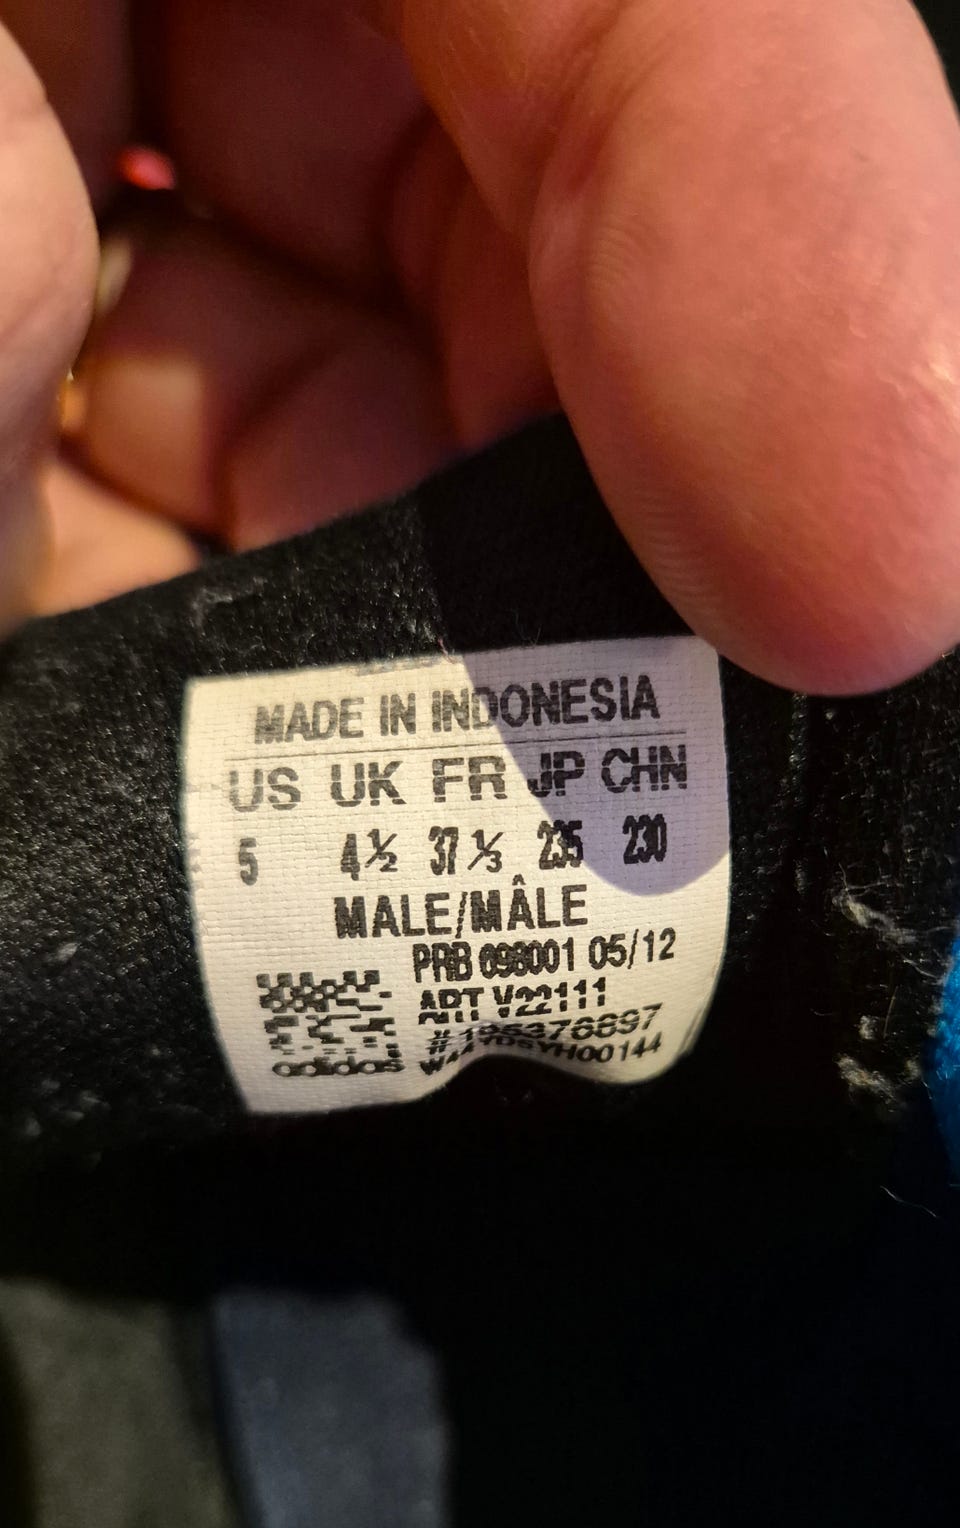 MADE IN INDONESIA
US UK FR JP CHN
5 4½ 37⅓ 235 230
MALE/MÂLE
PRB 098001 05/12
ART V22111
adidas